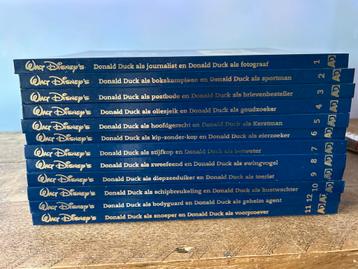 Walt Disney's Donald Duck als journalist en Donald Duck als fotograaf 1
Walt Disney's Donald Duck als bokskampioen en Donald Duck als sportman 2
Walt Disney's Donald Duck als postbode en Donald Duck als brievenbesteller 3
Walt Disney's Donald Duck als oliesjeik en Donald Duck als goudzoeker 4
Walt Disney's Donald Duck als hoofdgerecht en Donald Duck als Kerstman 5
Walt Disney's Donald Duck als kip-zonder-kop en Donald Duck als eierzoeker 6
Walt Disney's Donald Duck als stijfkop en Donald Duck als betweter 7
Walt Disney's Donald Duck als zweefeend en Donald Duck als swingvogel 8
Walt Disney's Donald Duck als diepzeeduiker en Donald Duck als toerist 9
Walt Disney's Donald Duck als schipbreukeling en Donald Duck als kustwachter 10
Walt Disney's Donald Duck als bodyguard en Donald Duck als geheim agent 12
Walt Disney's Donald Duck als snoeper en Donald Duck als voorproever 11